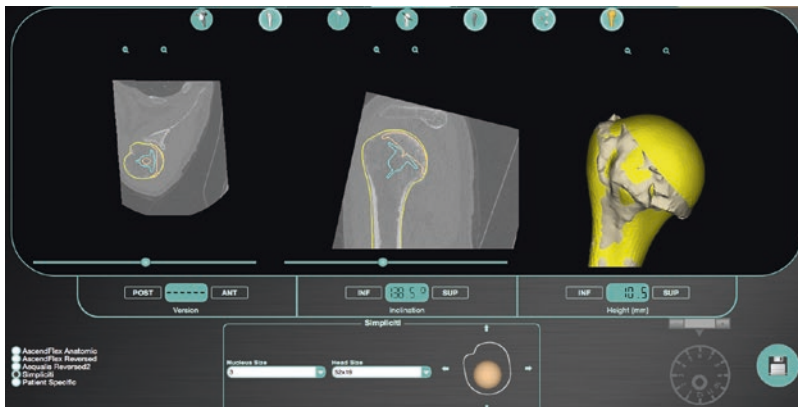 POST ------ ANT
INF 138.5° SUP
INF 10.5 SUP
Version
Inclination
Height [mm]
Simpliciti
AscendFlex Anatomic
AscendFlex Reversed
Aequalis Reversed2
Simpliciti
Patient Specific
Nucleus Size
Head Size
3
52x19